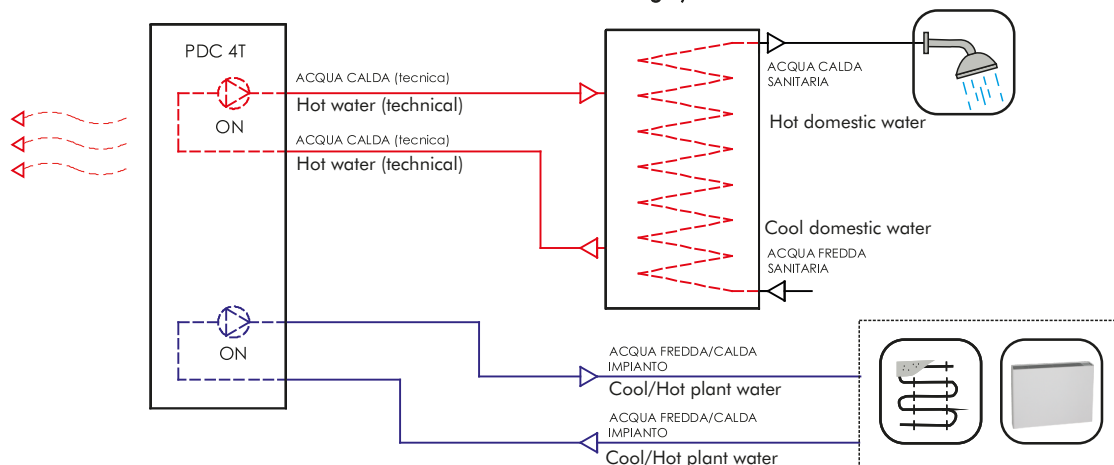 PDC 4T
ON
ACQUA CALDA (tecnica)
Hot water (technical)
ACQUA CALDA (tecnica)
Hot water (technical)
ACQUA CALDA
SANITARIA
Hot domestic water
Cool domestic water
ACQUA FREDDA
SANITARIA
ON
ACQUA FREDDA/CALDA
IMPIANTO
Cool/Hot plant water
ACQUA FREDDA/CALDA
IMPIANTO
Cool/Hot plant water